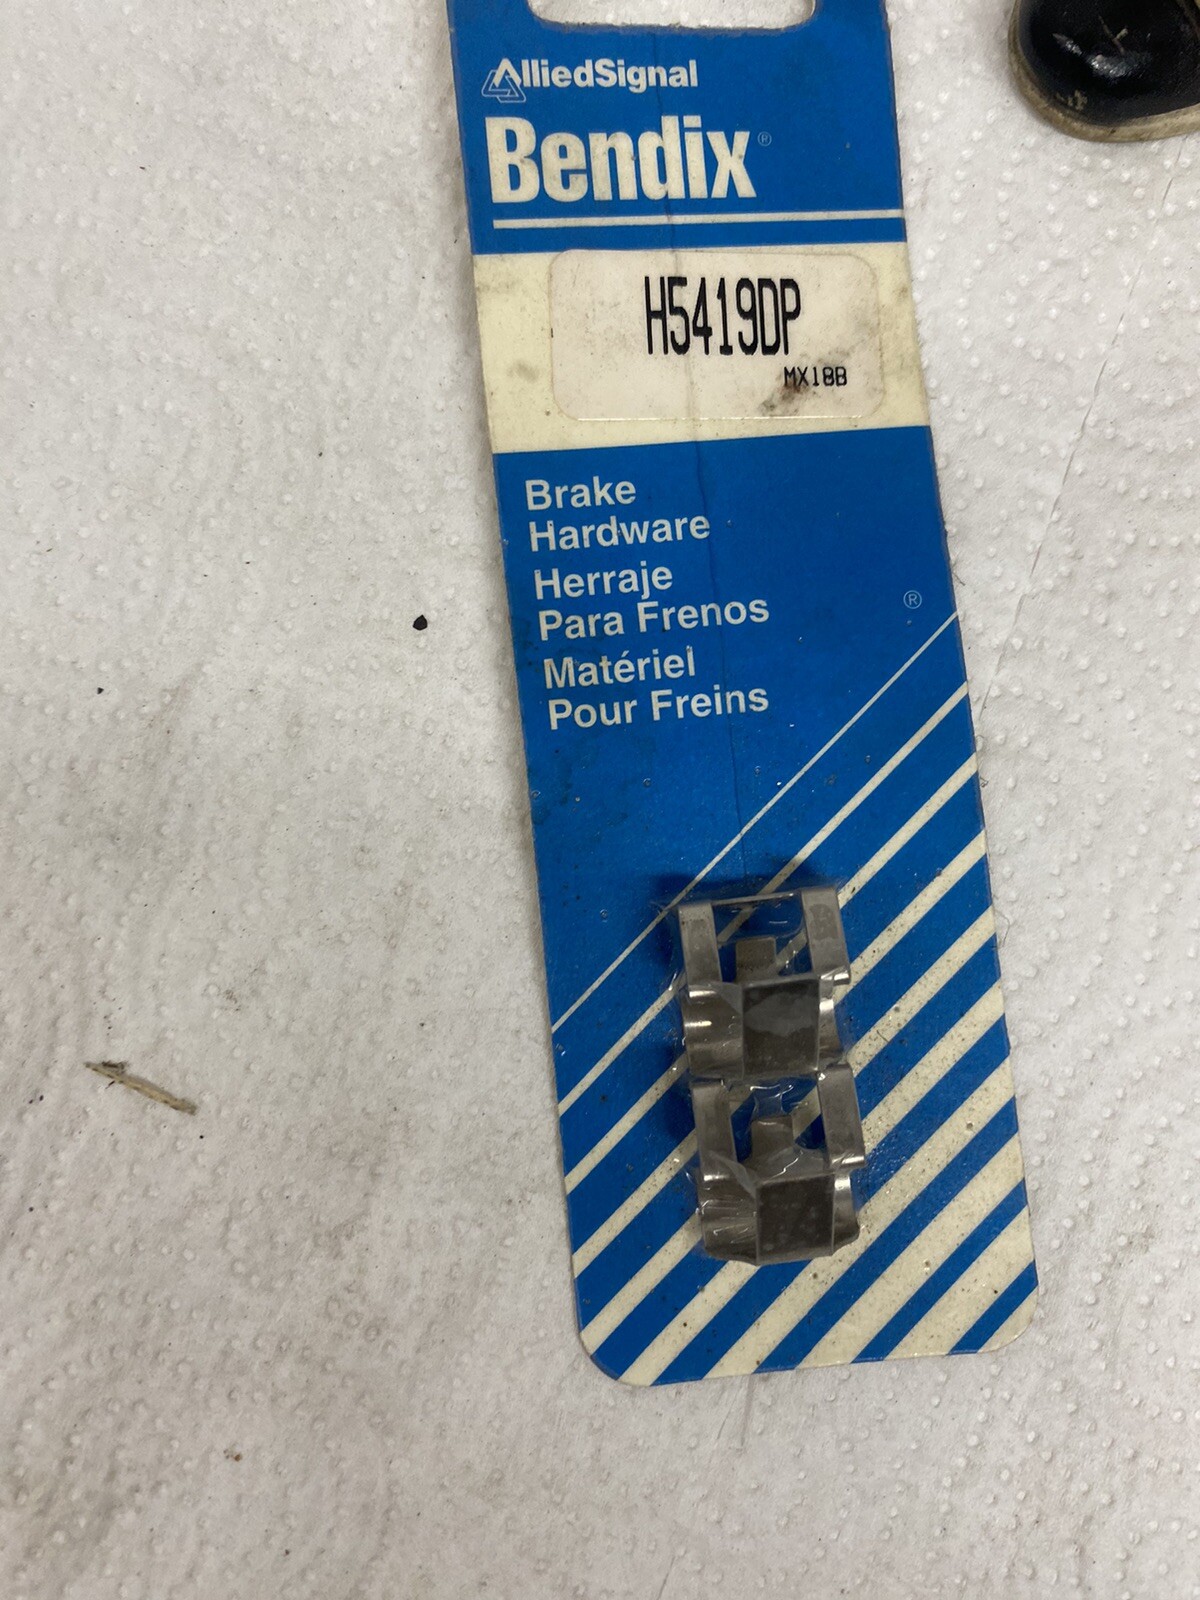 AlliedSignal
Bendix®
H5419DP
MX18B
Brake
Hardware
Herraje
Para Frenos
Matériel
Pour Freins
®